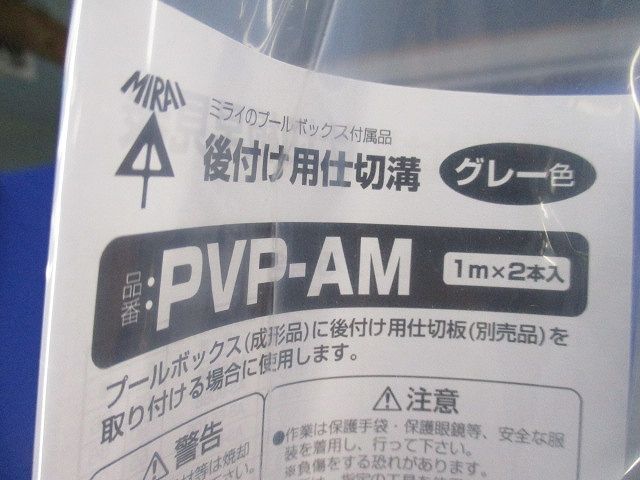 MIRAI
ミライのプールボックス付属品
後付け用仕切溝
グレー色
品番:PVP-AM 1m×2本入
プールボックス(成形品)に後付け用仕切板(別売品)を
取り付ける場合に使用します。
⚠注意
●作業は保護手袋・保護眼鏡等、安全な服
装を着用し、行って下さい。
※負傷をする恐れがあります。
⚠警告
等は焼却